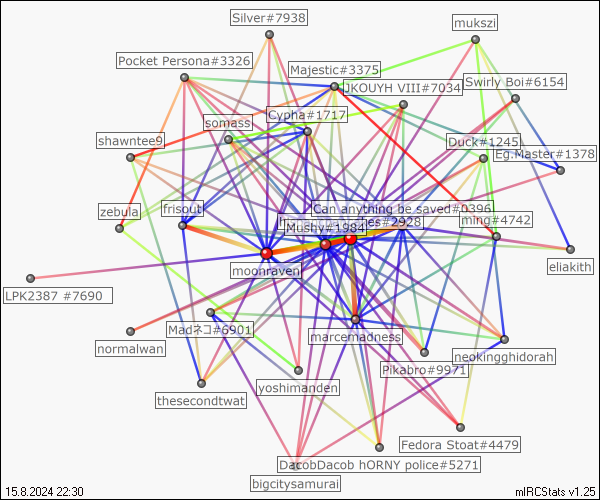 Silver#7938
mukszi
Pocket Persona#3326
Majestic#3375
JKOUYH VIII#7034
Swirly Boi#6154
Cypha#1717
somass
shawntee9
Duck#1245
Eg.Master#1378
zebula
frisout
Can anything be saved#0396
Mushy#1984
#2928
ming#4742
moonraven
eliakith
LPK2387 #7690
Madネコ#6901
marcemadness
normalwan
neokingghidorah
Pikabro#9971
yoshimanden
thesecondtwat
Fedora Stoat#4479
DacobDacob hORNY police#5271
bigcitysamurai
15.8.2024 22:30
mIRCStats v1.25